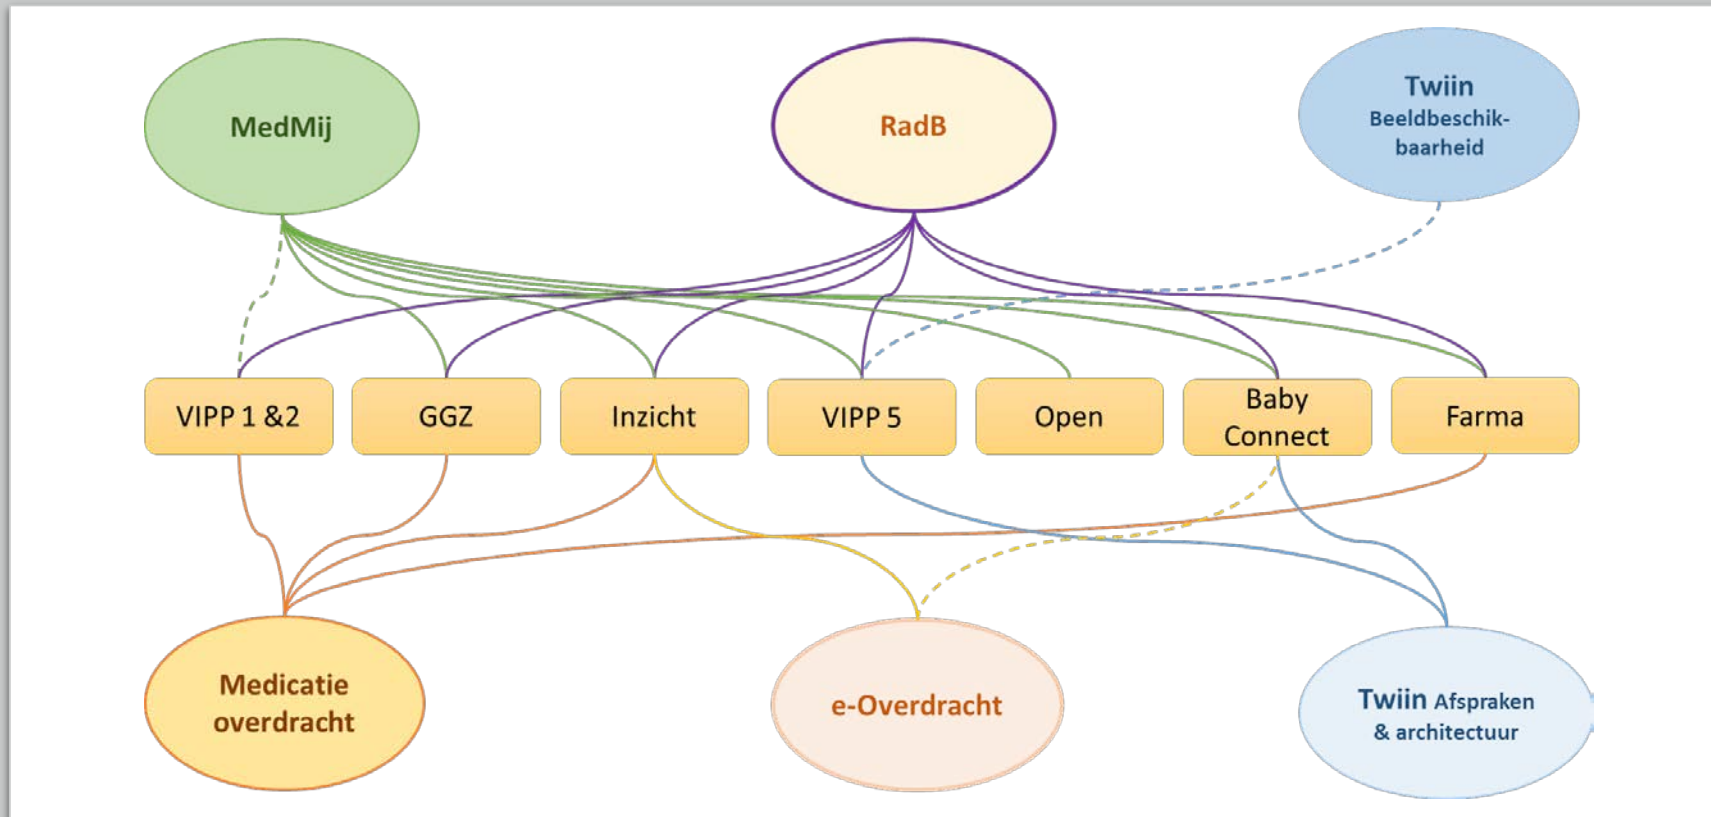 MedMij
RadB
Twiin
Beeldbeschik-
baarheid
VIPP 1 &2
GGZ
Inzicht
VIPP 5
Open
Baby
Connect
Farma
Medicatie
overdracht
e-Overdracht
Twiin Afspraken
& architectuur